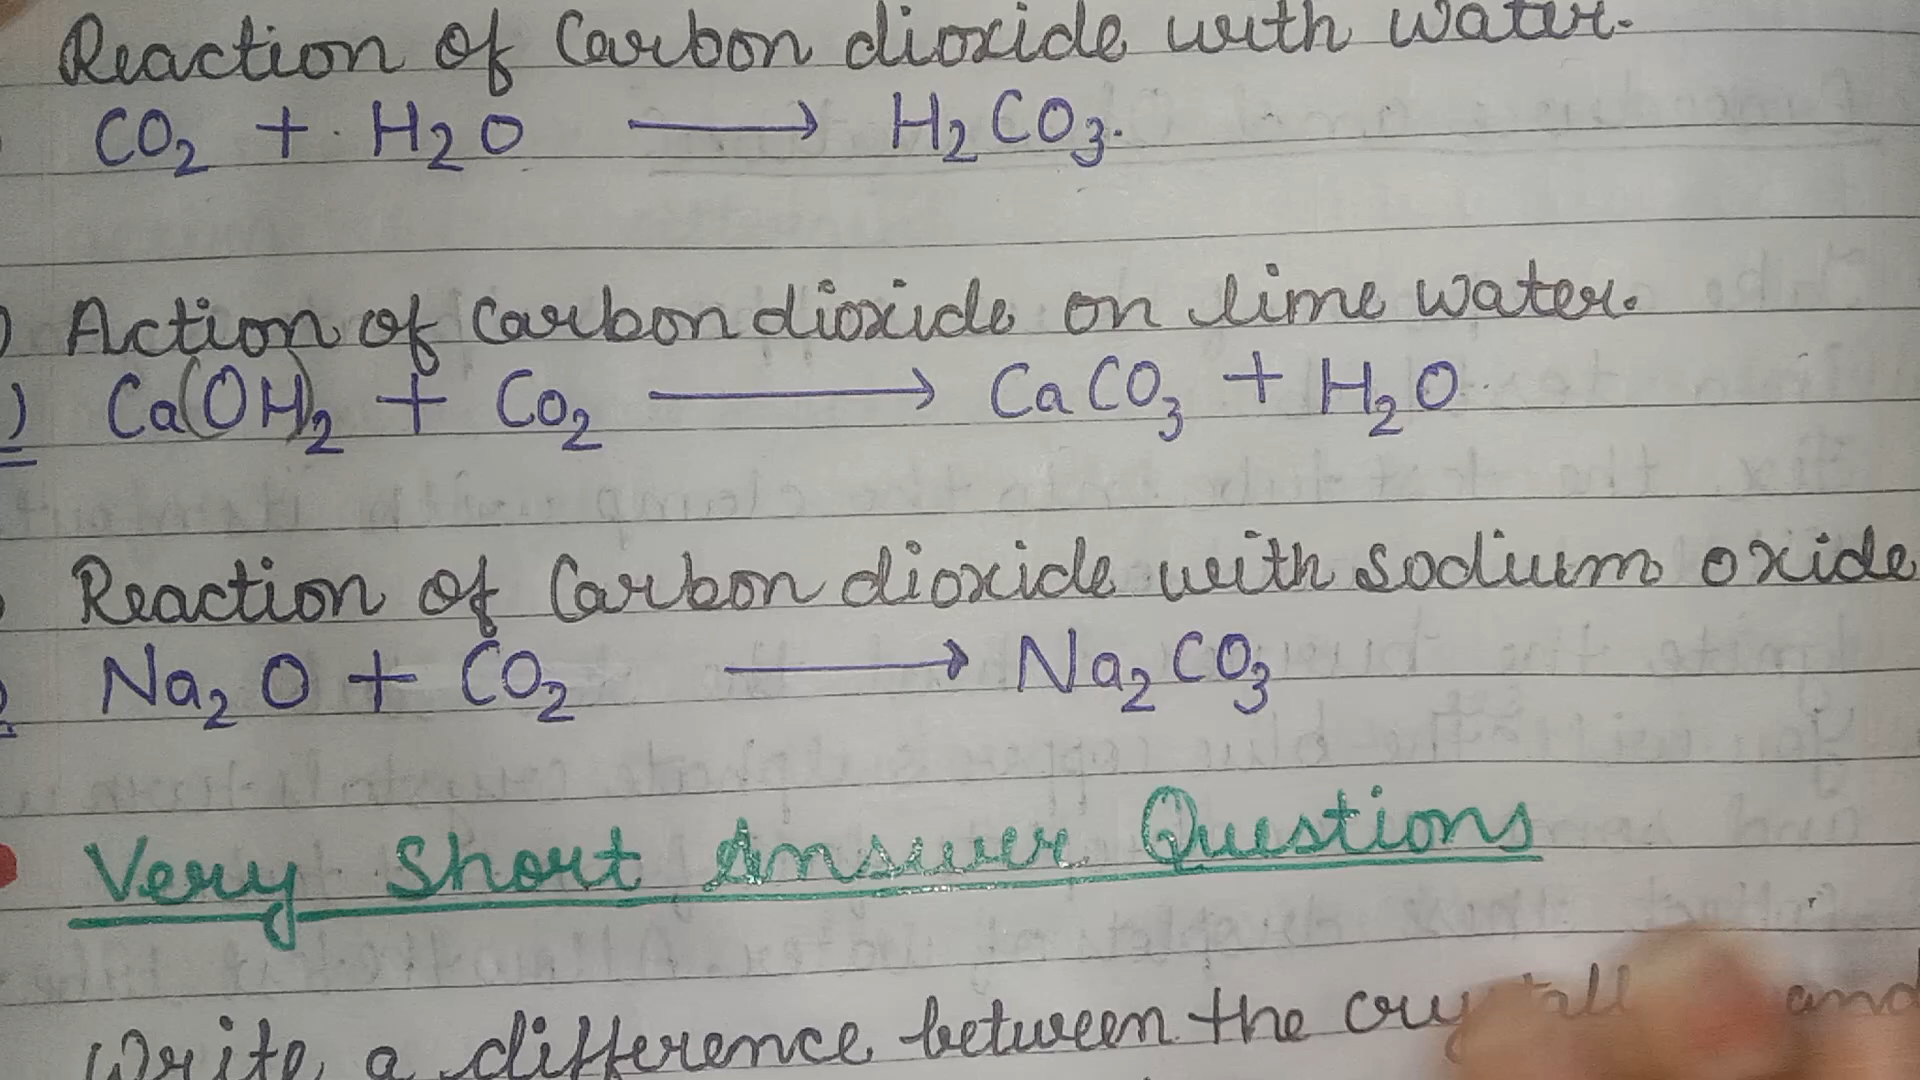 Reaction of Carbon dioxide with water.
CO₂ + H₂O ⟶ H₂CO₃.
Action of Carbon dioxide on lime water.
Ca(OH)₂ + CO₂ ⟶ CaCO₃ + H₂O
Reaction of Carbon dioxide with sodium oxide
Na₂O + CO₂ ⟶ Na₂CO₃
Very Short Answer Questions
Write a difference between the and